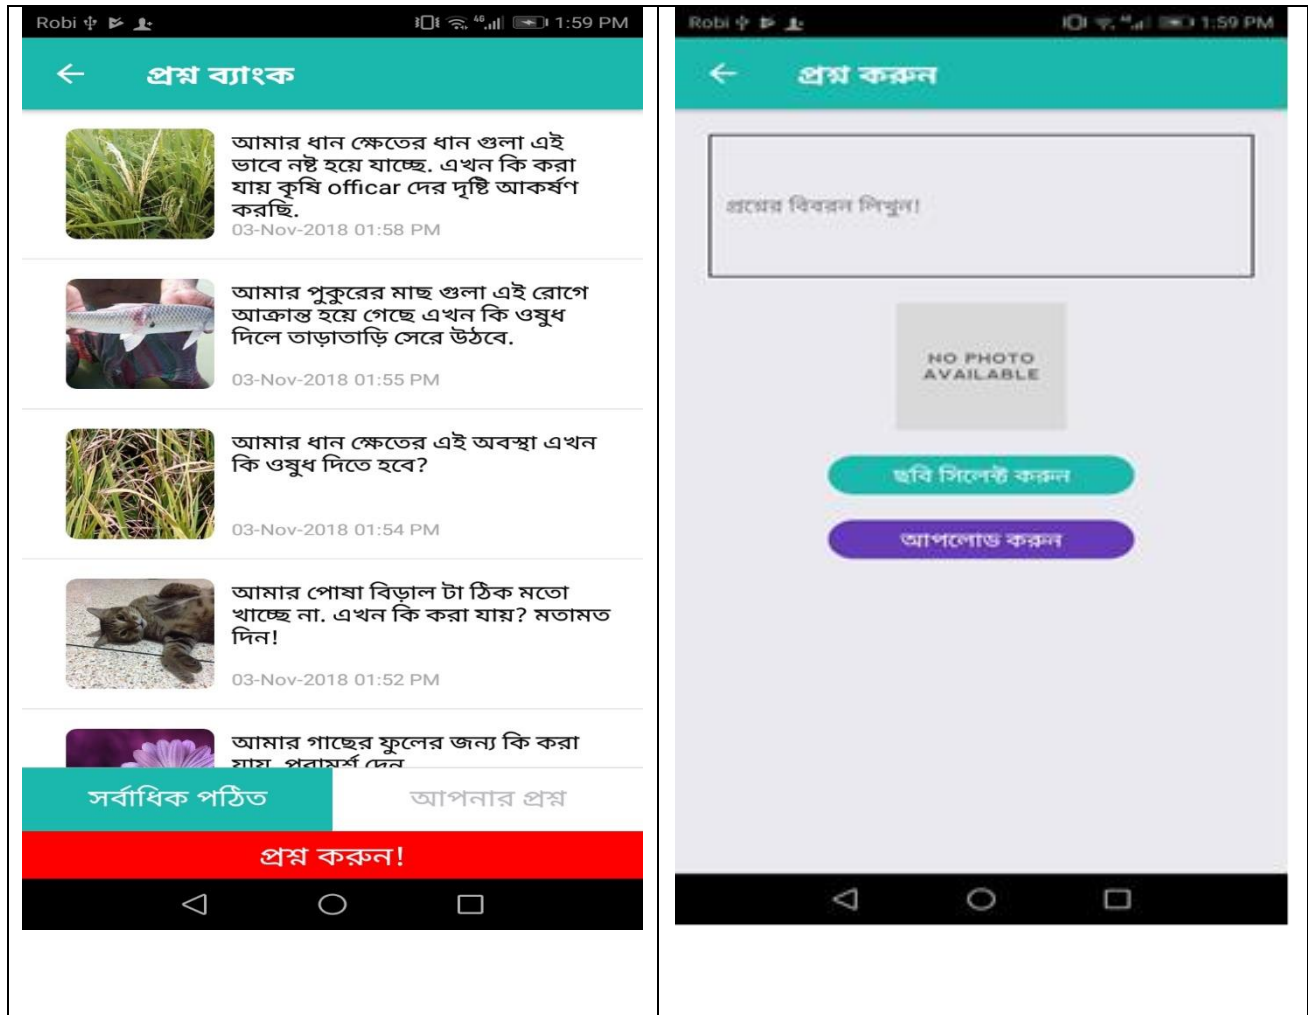 Robi 46 1:59 PM
প্রশ্ন ব্যাংক
আমার ধান ক্ষেতের ধান গুলা এই
ভাবে নষ্ট হয়ে যাচ্ছে. এখন কি করা
যায় কৃষি officar দের দৃষ্টি আকর্ষণ
করছি.
03-Nov-2018 01:58 PM
আমার পুকুরের মাছ গুলা এই রোগে
আক্রান্ত হয়ে গেছে এখন কি ওষুধ
দিলে তাড়াতাড়ি সেরে উঠবে.
03-Nov-2018 01:55 PM
আমার ধান ক্ষেতের এই অবস্থা এখন
কি ওষুধ দিতে হবে?
03-Nov-2018 01:54 PM
আমার পোষা বিড়াল টা ঠিক মতো
খাচ্ছে না. এখন কি করা যায়? মতামত
দিন!
03-Nov-2018 01:52 PM
আমার গাছের ফুলের জন্য কি করা
যায়. পরামর্শ দেন
সর্বাধিক পঠিত
আপনার প্রশ্ন
প্রশ্ন করুন!
Robi 1:59 PM
প্রশ্ন করুন
প্রশ্নের বিবরন লিখুন!
NO PHOTO
AVAILABLE
ছবি সিলেক্ট করুন
আপলোড করুন